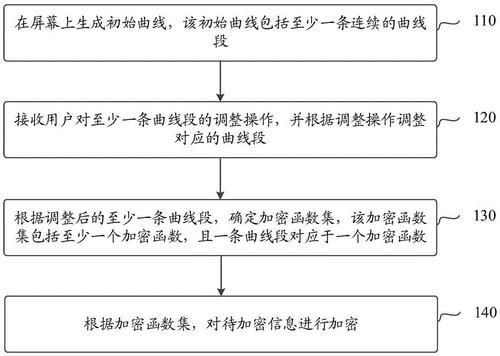 在屏幕上生成初始曲线，该初始曲线包括至少一条连续的曲线
段
110
接收用户对至少一条曲线段的调整操作，并根据调整操作调整
对应的曲线段
120
根据调整后的至少一条曲线段，确定加密函数集，该加密函数
集包括至少一个加密函数，且一条曲线段对应于一个加密函数
130
根据加密函数集，对待加密信息进行加密
140